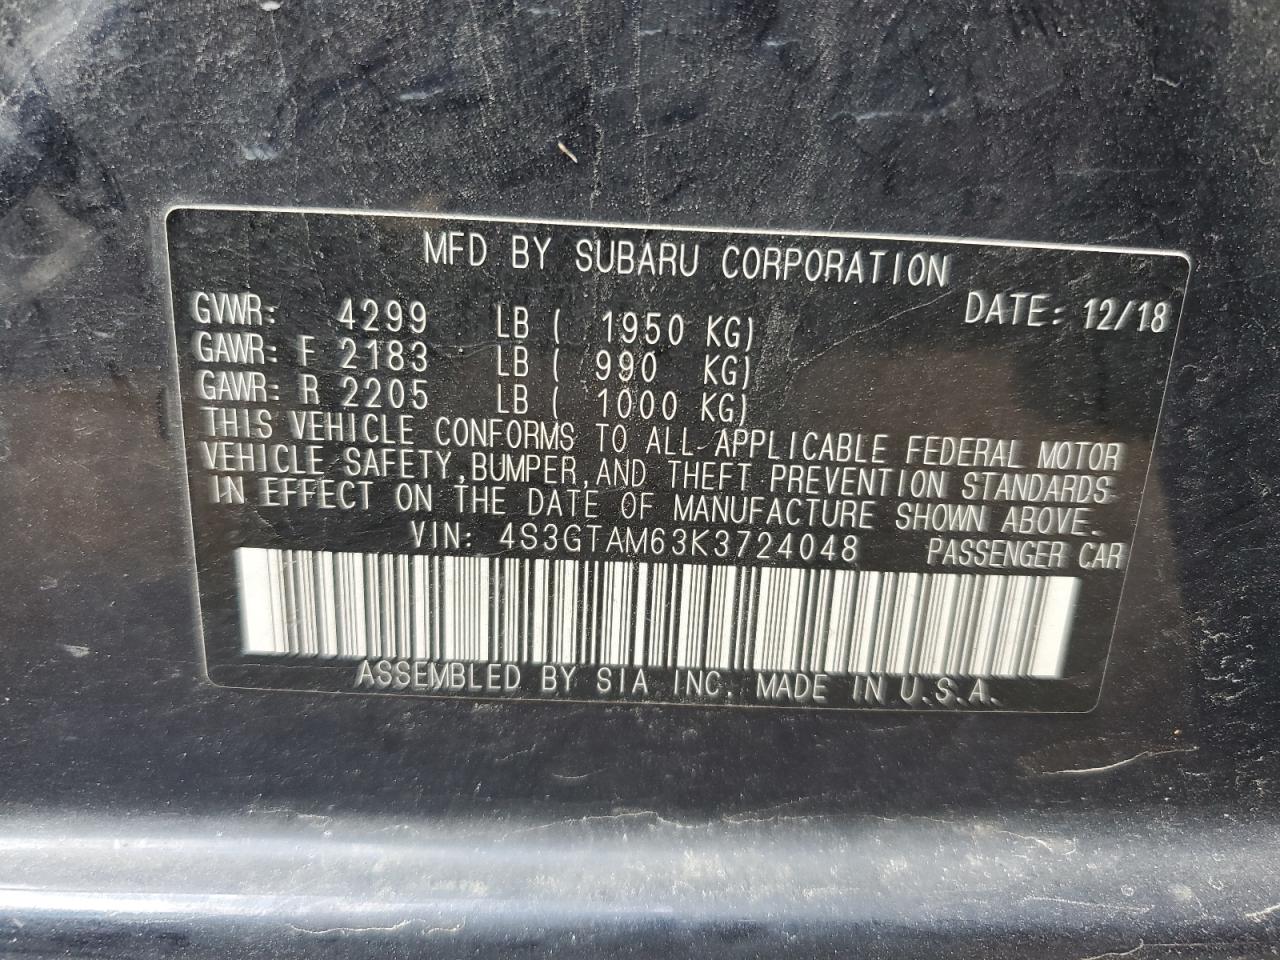 MFD BY SUBARU CORPORATION
DATE: 12/18
GVWR: 4299 LB ( 1950 KG)
GAWR: F 2183 LB ( 990 KG)
GAWR: R 2205 LB ( 1000 KG)
THIS VEHICLE CONFORMS TO ALL APPLICABLE FEDERAL MOTOR
VEHICLE SAFETY, BUMPER, AND THEFT PREVENTION STANDARDS
IN EFFECT ON THE DATE OF MANUFACTURE SHOWN ABOVE.
VIN: 4S3GTAM63K3724048 PASSENGER CAR
ASSEMBLED BY SIA INC. MADE IN U.S.A.